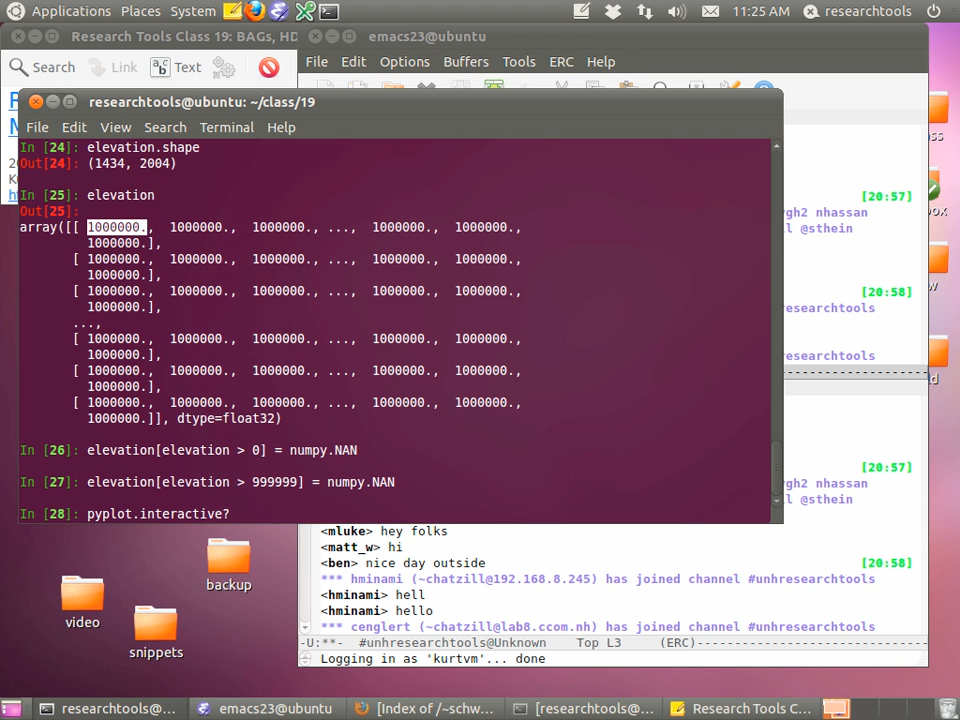 Applications Places System 11:25 AM researchtools
Research Tools Class 19: BAGs, HD
emacs23@ubuntu
Search Link Text
File Edit Options Buffers Tools ERC Help
researchtools@ubuntu: ~/class/19
File Edit View Search Terminal Help
In [24]: elevation.shape
Out[24]: (1434, 2004)
In [25]: elevation
Out[25]:
array([[ 1000000., 1000000., 1000000., ..., 1000000., 1000000.,
1000000.],
[ 1000000., 1000000., 1000000., ..., 1000000., 1000000.,
1000000.],
[ 1000000., 1000000., 1000000., ..., 1000000., 1000000.,
1000000.],
...,
[ 1000000., 1000000., 1000000., ..., 1000000., 1000000.,
1000000.],
[ 1000000., 1000000., 1000000., ..., 1000000., 1000000.,
1000000.],
[ 1000000., 1000000., 1000000., ..., 1000000., 1000000.,
1000000.]], dtype=float32)
In [26]: elevation[elevation > 0] = numpy.NAN
In [27]: elevation[elevation > 999999] = numpy.NAN
In [28]: pyplot.interactive?
[20:57]
ygh2 nhassan
ll @sthein
[20:58]
researchtools
researchtools
[20:57]
ygh2 nhassan
ll @sthein
<mluke> hey folks
<matt_w> hi
<ben> nice day outside [20:58]
*** hminami (~chatzill@192.168.8.245) has joined channel #unhresearchtools
<hminami> hell
<hminami> hello
*** cenglert (~chatzill@lab8.ccom.nh) has joined channel #unhresearchtools
-U:**- #unhresearchtools@Unknown Top L3 (ERC)-----------------------------
Logging in as 'kurtvm'... done
backup
video
snippets
researchtools@... emacs23@ubuntu [Index of /~schw... [researchtools@... Research Tools C...